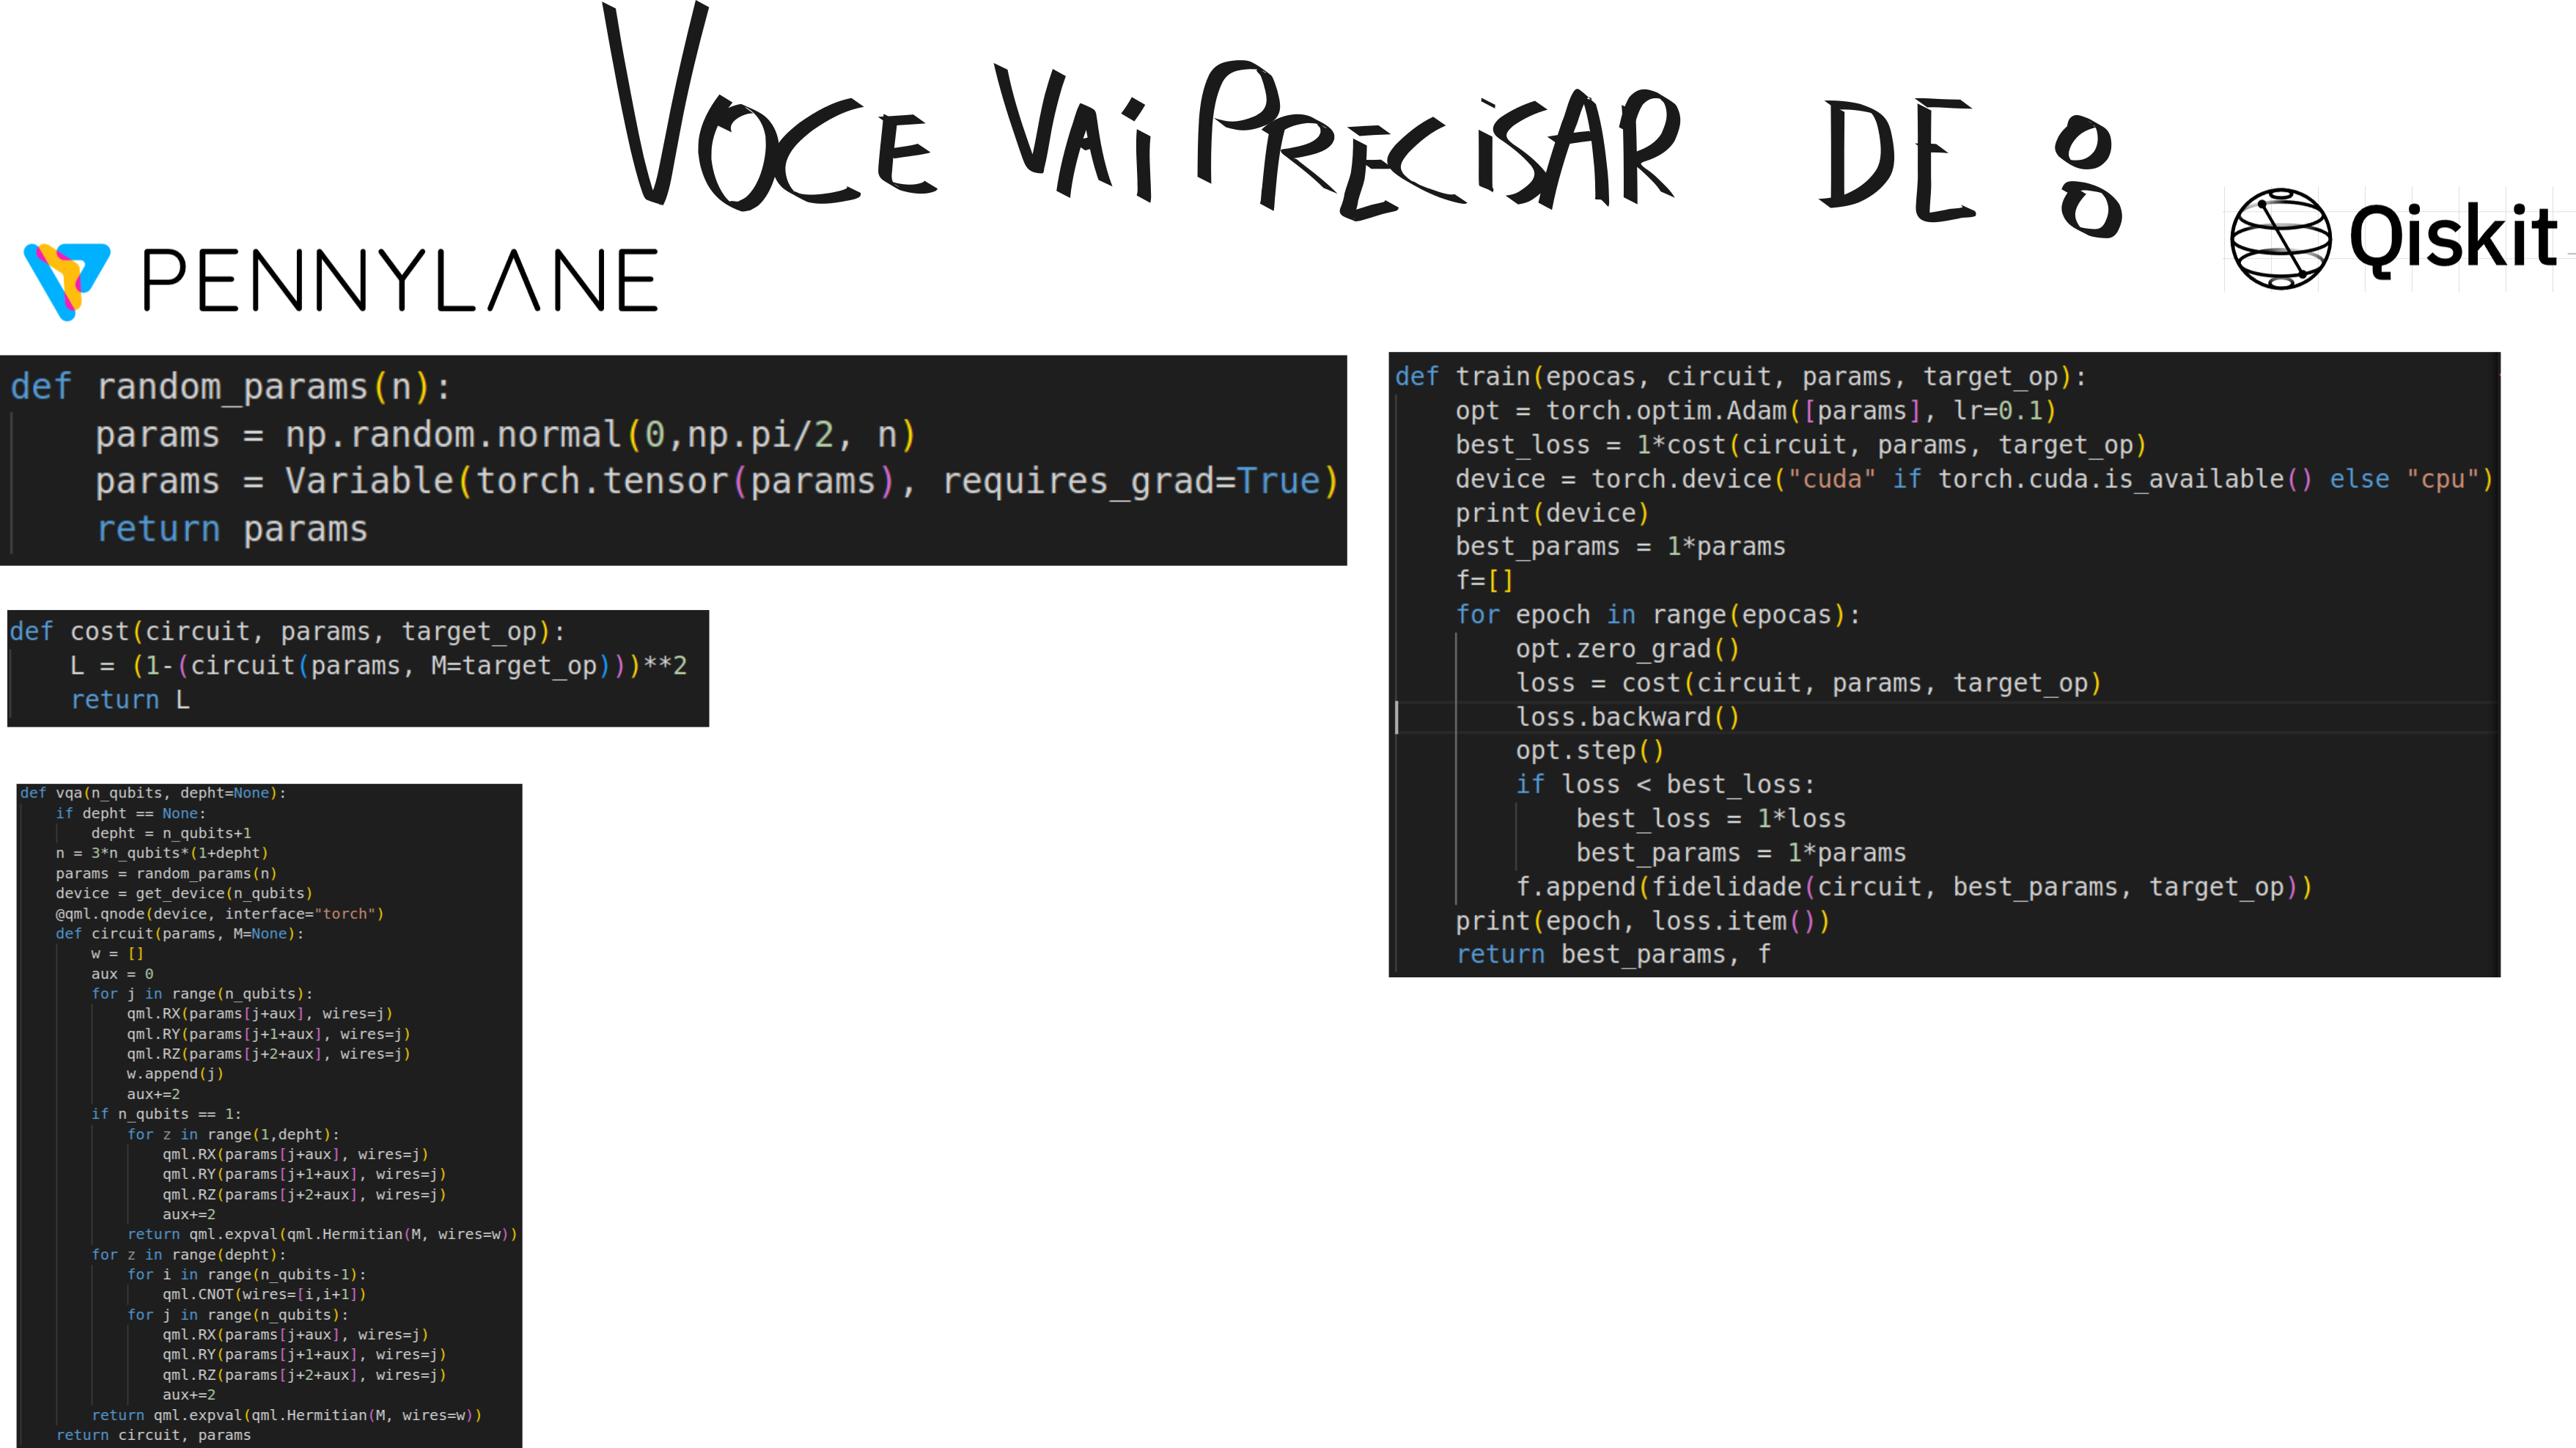 VOCE VAI PRECISAR DE 8
PENNYLANE
Qiskit
def random_params(n):
    params = np.random.normal(0,np.pi/2, n)
    params = Variable(torch.tensor(params), requires_grad=True)
    return params
def cost(circuit, params, target_op):
    L = (1-(circuit(params, M=target_op)))**2
    return L
def vqa(n_qubits, depht=None):
    if depht == None:
        depht = n_qubits+1
    n = 3*n_qubits*(1+depht)
    params = random_params(n)
    device = get_device(n_qubits)
    @qml.qnode(device, interface="torch")
    def circuit(params, M=None):
        w = []
        aux = 0
        for j in range(n_qubits):
            qml.RX(params[j+aux], wires=j)
            qml.RY(params[j+1+aux], wires=j)
            qml.RZ(params[j+2+aux], wires=j)
            w.append(j)
            aux+=2
        if n_qubits == 1:
            for z in range(1,depht):
                qml.RX(params[j+aux], wires=j)
                qml.RY(params[j+1+aux], wires=j)
                qml.RZ(params[j+2+aux], wires=j)
                aux+=2
            return qml.expval(qml.Hermitian(M, wires=w))
        for z in range(depht):
            for i in range(n_qubits-1):
                qml.CNOT(wires=[i,i+1])
            for j in range(n_qubits):
                qml.RX(params[j+aux], wires=j)
                qml.RY(params[j+1+aux], wires=j)
                qml.RZ(params[j+2+aux], wires=j)
                aux+=2
        return qml.expval(qml.Hermitian(M, wires=w))
    return circuit, params
def train(epocas, circuit, params, target_op):
    opt = torch.optim.Adam([params], lr=0.1)
    best_loss = 1*cost(circuit, params, target_op)
    device = torch.device("cuda" if torch.cuda.is_available() else "cpu")
    print(device)
    best_params = 1*params
    f=[]
    for epoch in range(epocas):
        opt.zero_grad()
        loss = cost(circuit, params, target_op)
        loss.backward()
        opt.step()
        if loss < best_loss:
            best_loss = 1*loss
            best_params = 1*params
        f.append(fidelidade(circuit, best_params, target_op))
    print(epoch, loss.item())
    return best_params, f